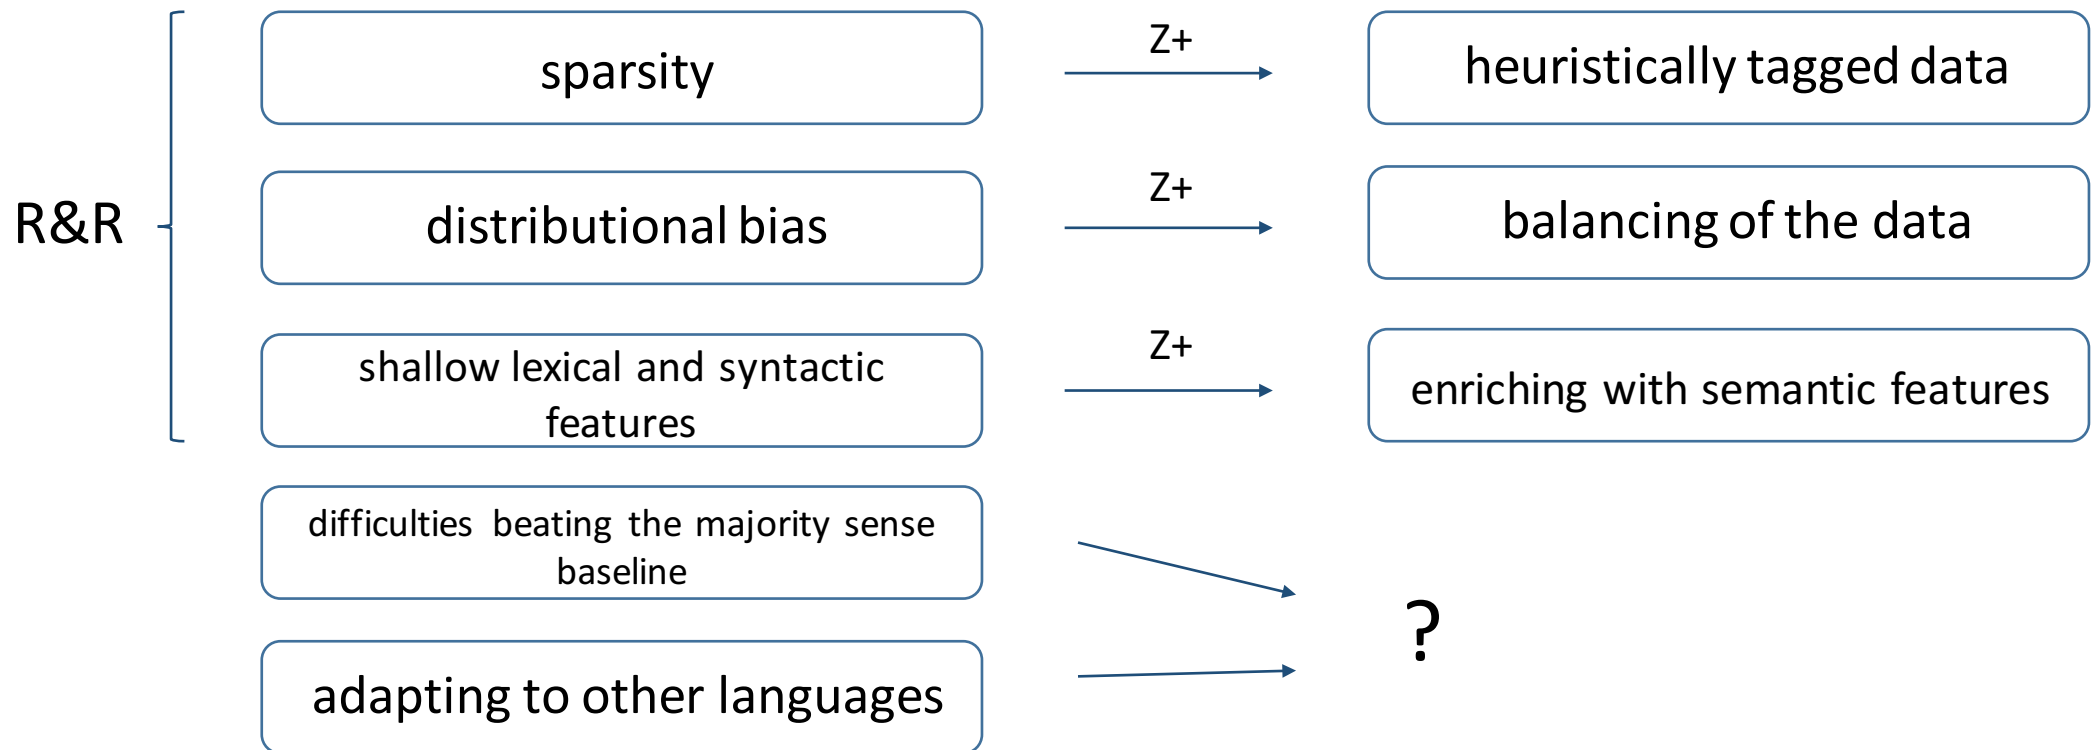 R&R
sparsity
Z+
heuristically tagged data
distributional bias
Z+
balancing of the data
shallow lexical and syntactic
features
Z+
enriching with semantic features
difficulties beating the majority sense
baseline
?
adapting to other languages